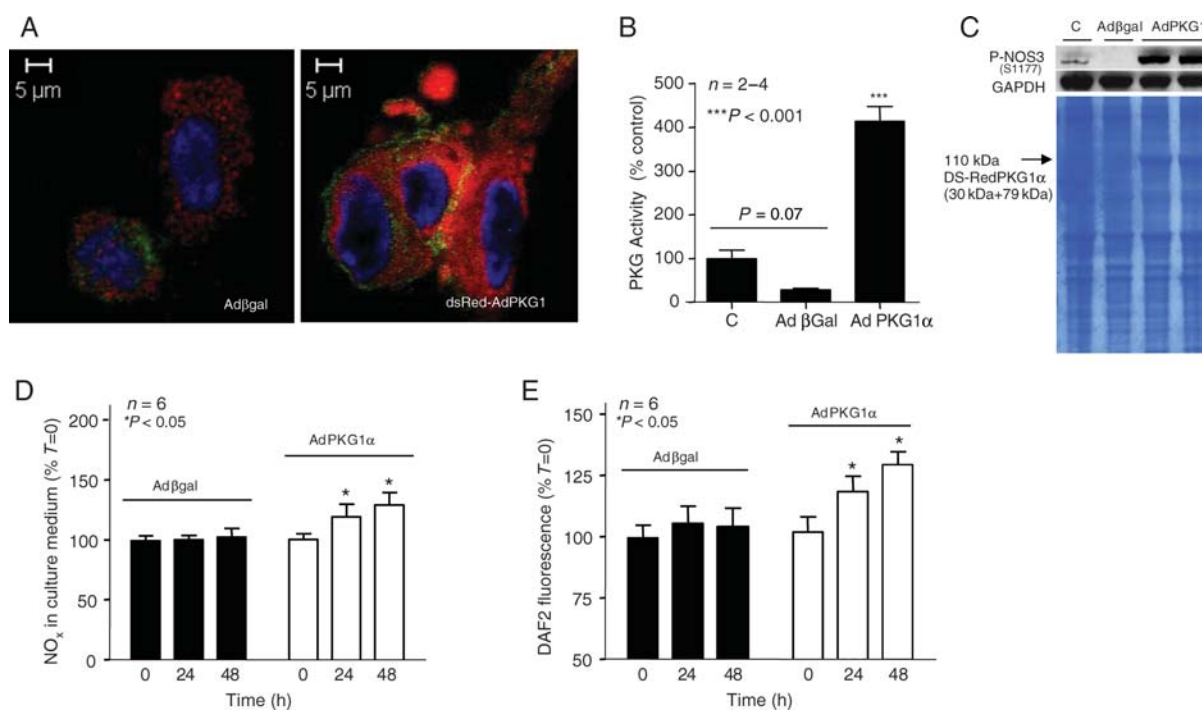 A
5 µm
Adβgal
5 µm
dsRed-AdPKG1
B
n = 2–4
***P < 0.001
***
P = 0.07
PKG Activity (% control)
500
400
300
200
100
0
C
Ad βGal
Ad PKG1α
C
C Adβgal AdPKG1
P-NOS3
(S1177)
GAPDH
110 kDa
DS-RedPKG1α
(30 kDa+79 kDa)
D
n = 6
*P < 0.05
NOx in culture medium (% T=0)
200
150
100
50
0
Adβgal
AdPKG1α
* *
0 24 48 0 24 48
Time (h)
E
n = 6
*P < 0.05
DAF2 fluorescence (% T=0)
150
125
100
75
50
Adβgal
AdPKG1α
* *
0 24 48 0 24 48
Time (h)